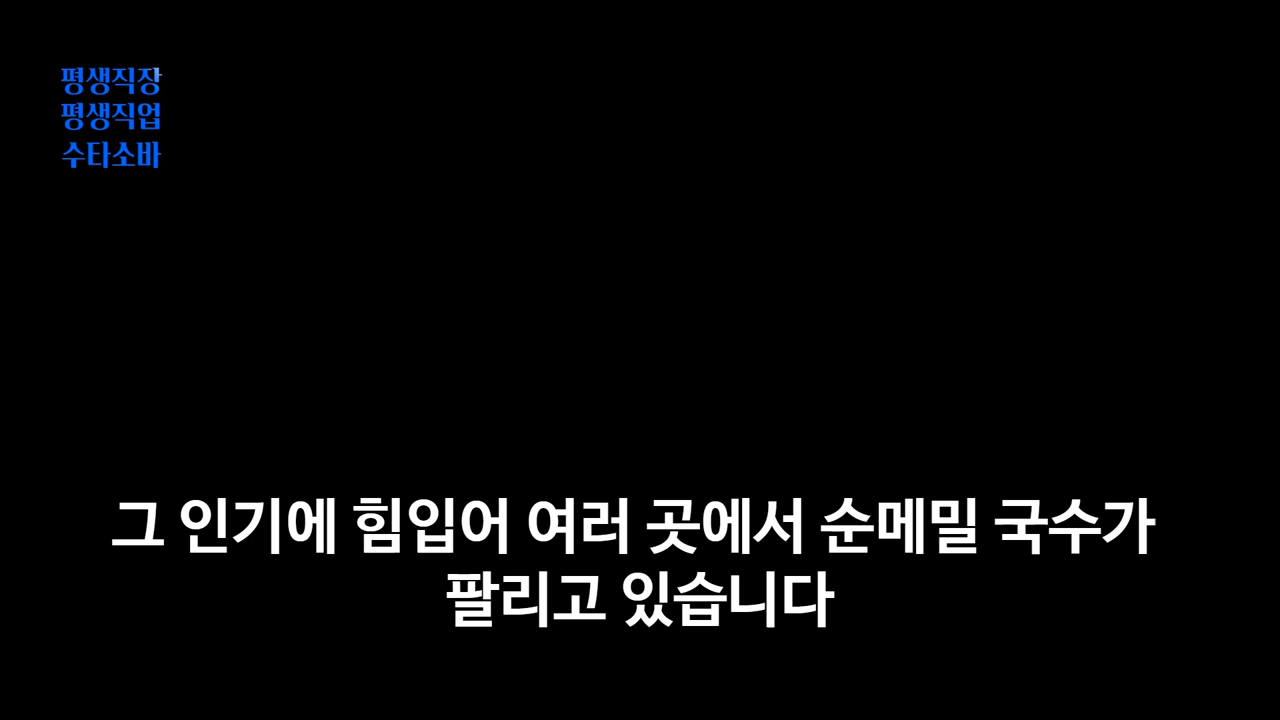 평생직장
평생직업
수타소바
그 인기에 힘입어 여러 곳에서 순메밀 국수가
팔리고 있습니다